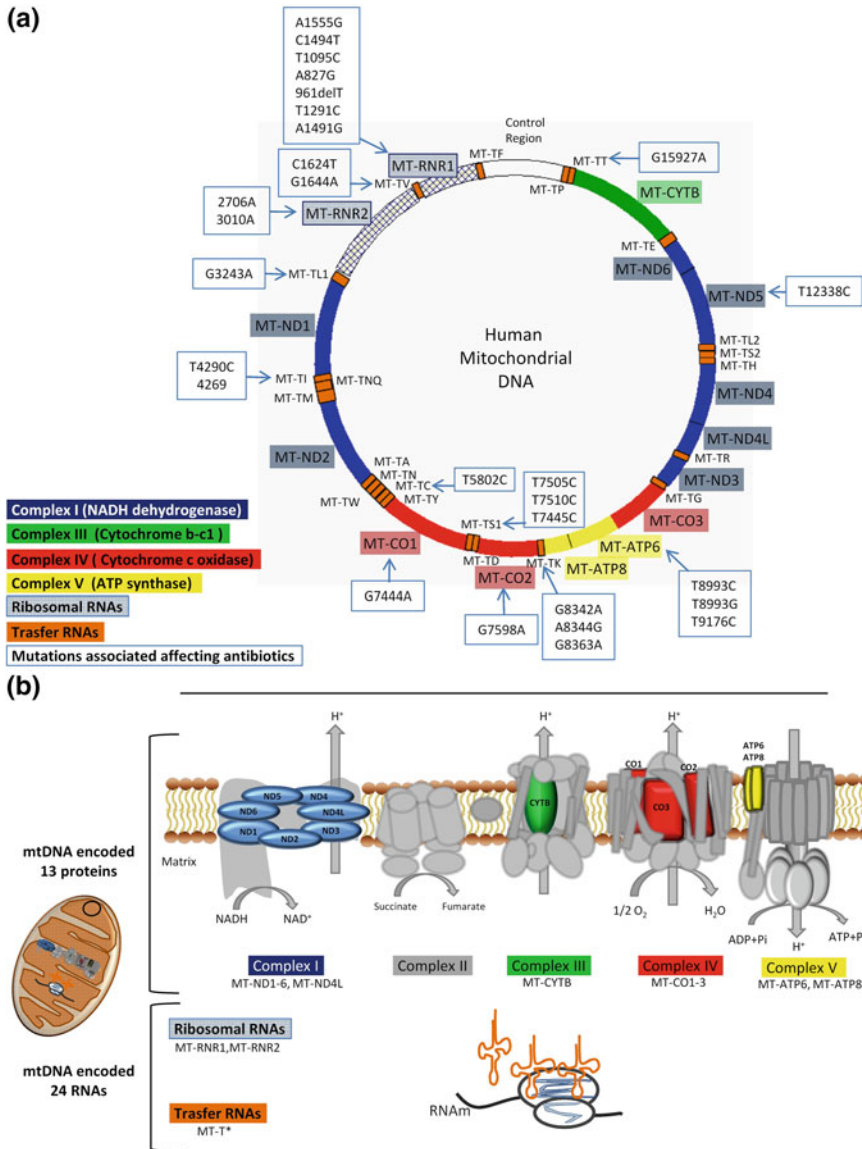 (a)
A1555G
C1494T
T1095C
A827G
961delT
T1291C
A1491G
Control
Region
C1624T
G1644A
MT-RNR1
MT-TF
MT-TT
G15927A
MT-TV
MT-TP
MT-CYTB
2706A
3010A
MT-RNR2
MT-TE
MT-ND6
G3243A
MT-TL1
MT-ND5
T12338C
MT-ND1
Human
Mitochondrial
DNA
MT-TL2
MT-TS2
MT-TH
T4290C
4269
MT-TI
MT-TNQ
MT-TM
MT-ND4
MT-ND2
MT-ND4L
MT-TR
MT-ND3
MT-TG
MT-TA
MT-TN
MT-TC
MT-TY
MT-TW
T5802C
T7505C
T7510C
T7445C
MT-TS1
MT-CO3
MT-CO1
MT-TD
MT-CO2
MT-TK
MT-ATP6
MT-ATP8
G7444A
G7598A
G8342A
A8344G
G8363A
T8993C
T8993G
T9176C
Complex I (NADH dehydrogenase)
Complex III (Cytochrome b-c1 )
Complex IV ( Cytochrome c oxidase)
Complex V (ATP synthase)
Ribosomal RNAs
Trasfer RNAs
Mutations associated affecting antibiotics
(b)
H+
H+
H+
ATP6
ATP8
ND5
ND4
ND6
ND4L
ND1
ND2
ND3
CYTB
CO1
CO2
CO3
mtDNA encoded
13 proteins
Matrix
NADH
NAD+
Succinate
Fumarate
1/2 O2
H2O
ADP+Pi
H+
ATP+P
Complex I
MT-ND1-6, MT-ND4L
Complex II
Complex III
MT-CYTB
Complex IV
MT-CO1-3
Complex V
MT-ATP6, MT-ATP8
mtDNA encoded
24 RNAs
Ribosomal RNAs
MT-RNR1,MT-RNR2
Trasfer RNAs
MT-T*
RNAm